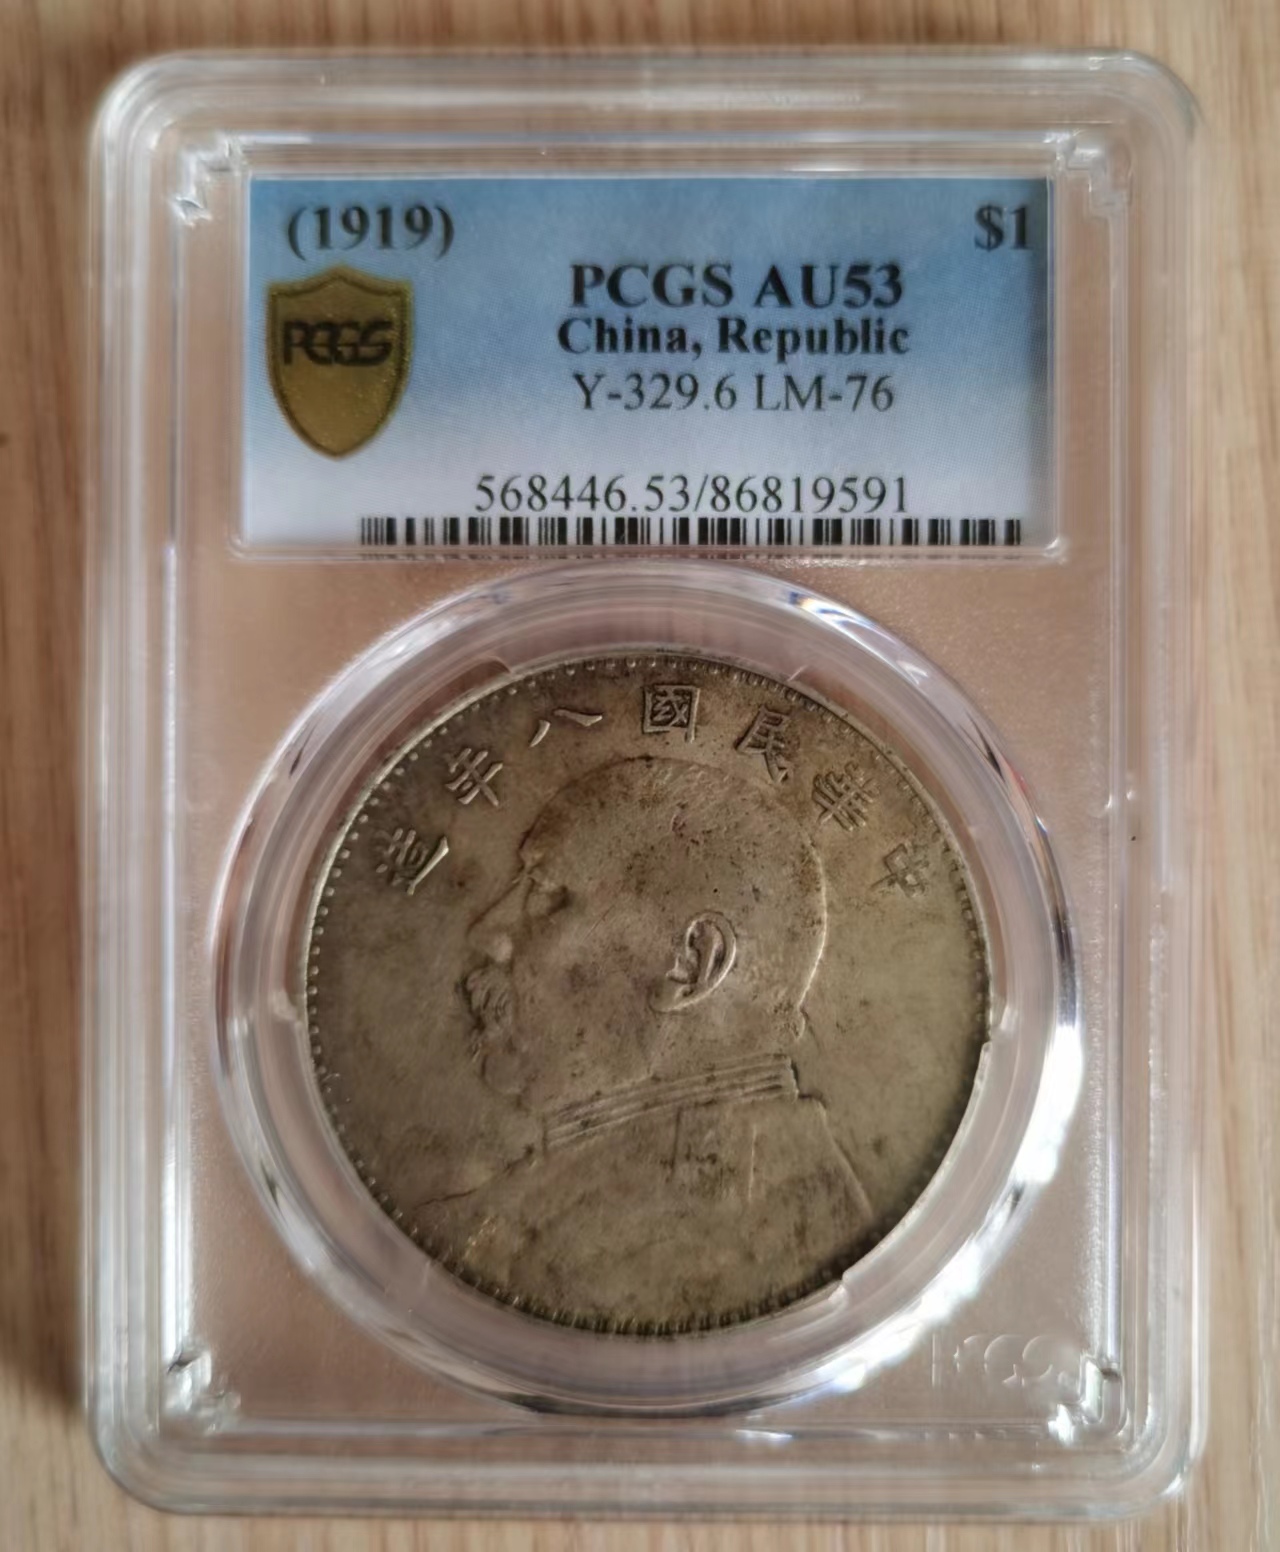 (1919) $1
PCGS AU53
PCGS
China, Republic
Y-329.6 LM-76
568446.53/86819591
中華民國八年造
PCGS